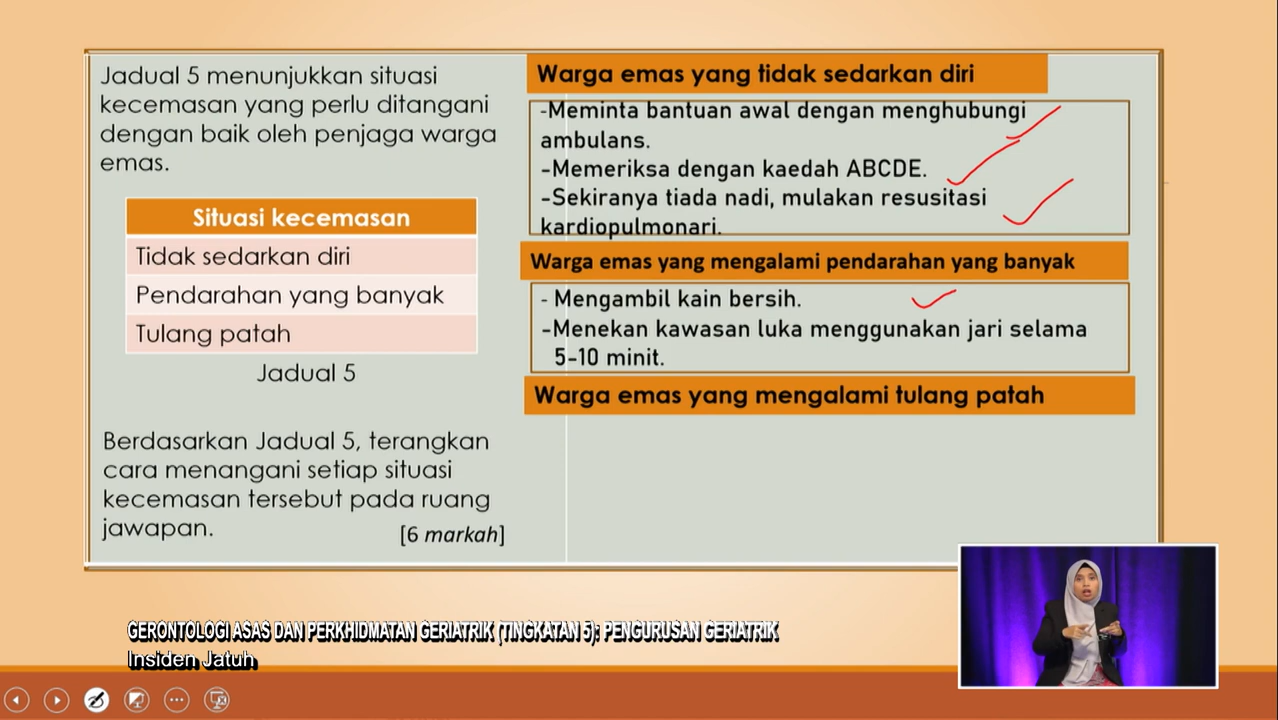 Jadual 5 menunjukkan situasi
kecemasan yang perlu ditangani
dengan baik oleh penjaga warga
emas.
Situasi kecemasan
Tidak sedarkan diri
Pendarahan yang banyak
Tulang patah
Jadual 5
Berdasarkan Jadual 5, terangkan
cara menangani setiap situasi
kecemasan tersebut pada ruang
jawapan.
[6 markah]
Warga emas yang tidak sedarkan diri
-Meminta bantuan awal dengan menghubungi
ambulans.
-Memeriksa dengan kaedah ABCDE.
-Sekiranya tiada nadi, mulakan resusitasi
kardiopulmonari.
Warga emas yang mengalami pendarahan yang banyak
- Mengambil kain bersih.
-Menekan kawasan luka menggunakan jari selama
5-10 minit.
Warga emas yang mengalami tulang patah
GERONTOLOGI ASAS DAN PERKHIDMATAN GERIATRIK (TINGKATAN 5): PENGURUSAN GERIATRIK
Insiden Jatuh